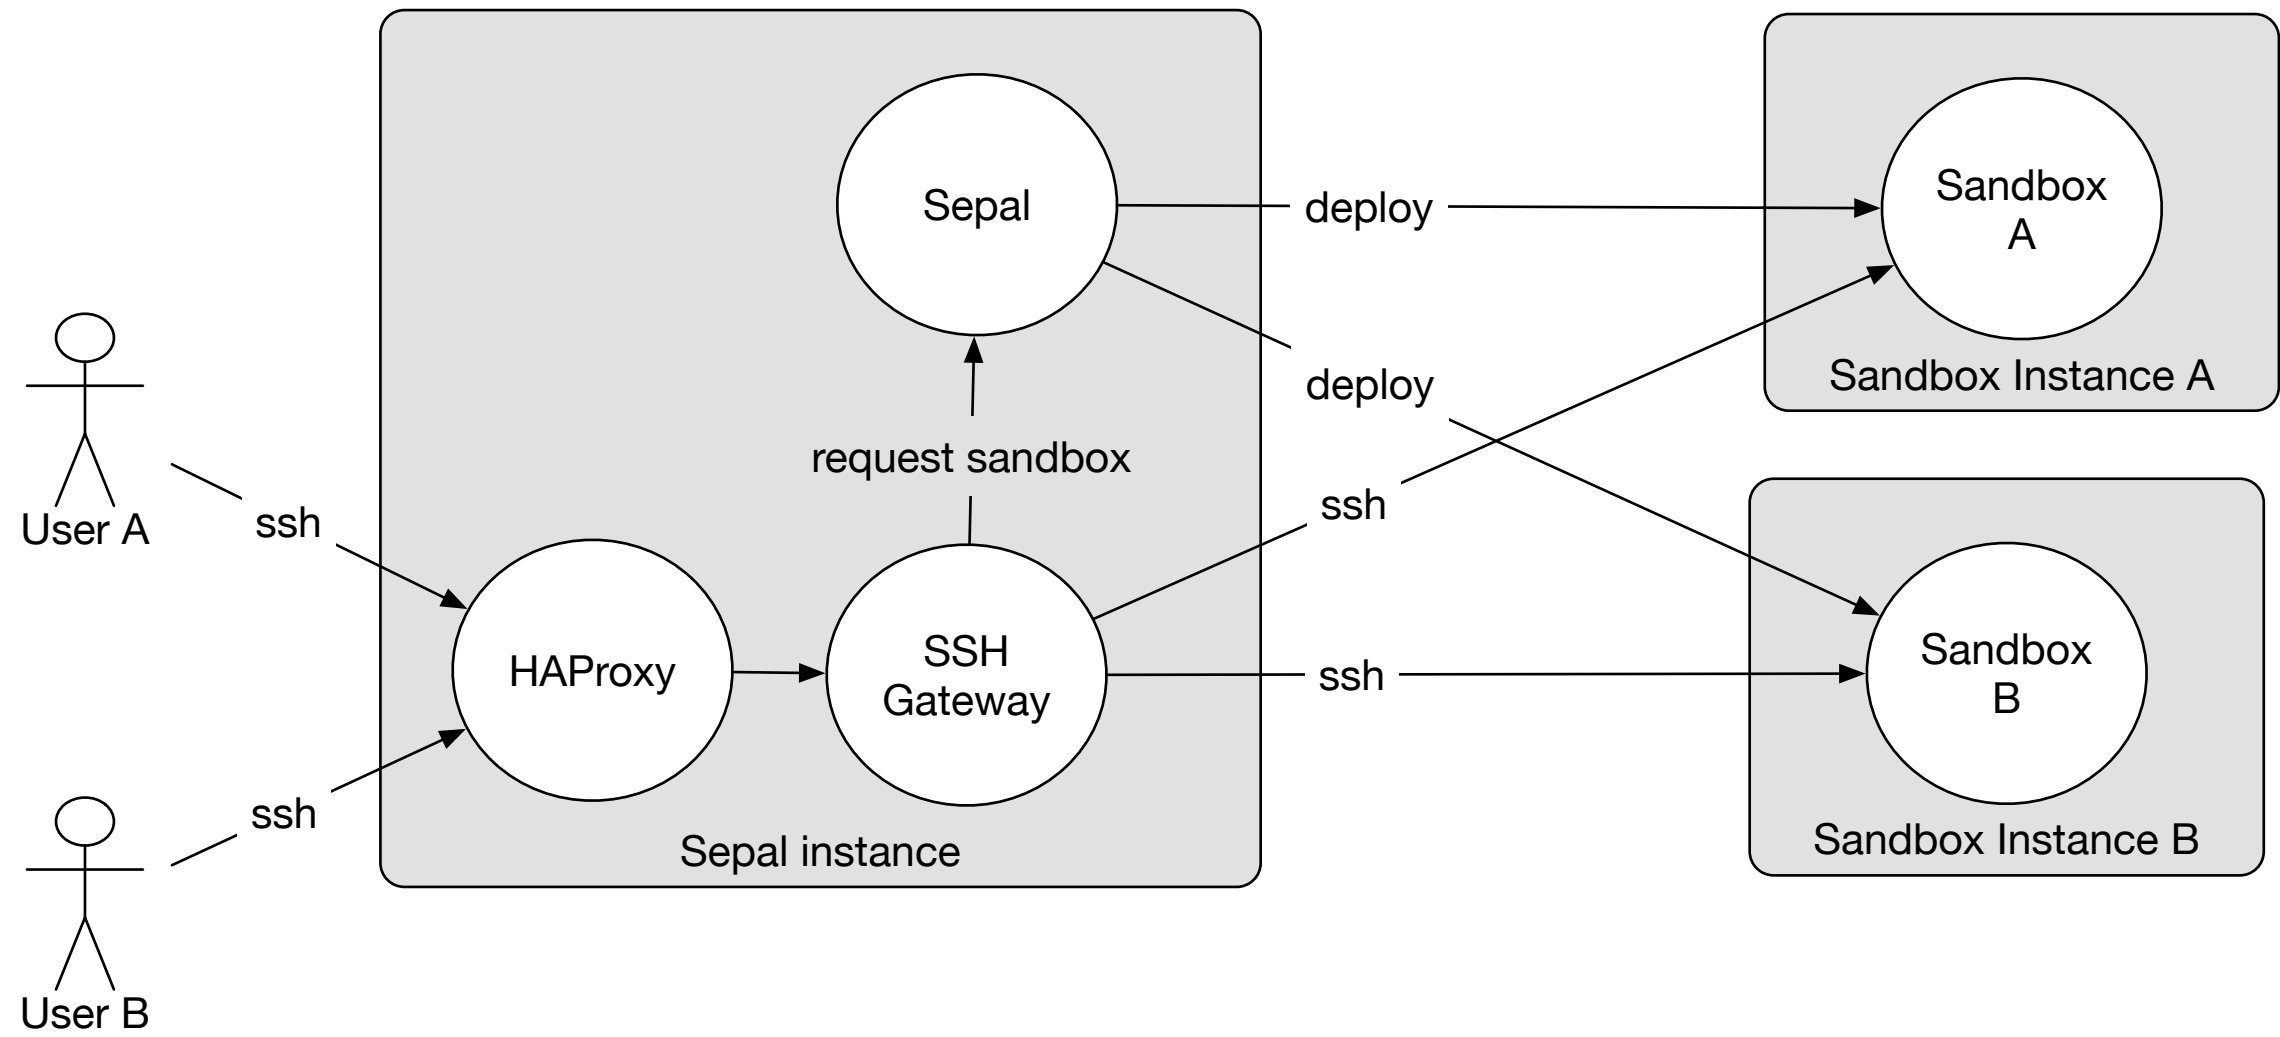 Sepal
deploy
Sandbox
A
Sandbox Instance A
deploy
request sandbox
ssh
User A
ssh
HAProxy
SSH
Gateway
ssh
Sandbox
B
Sandbox Instance B
Sepal instance
ssh
User B